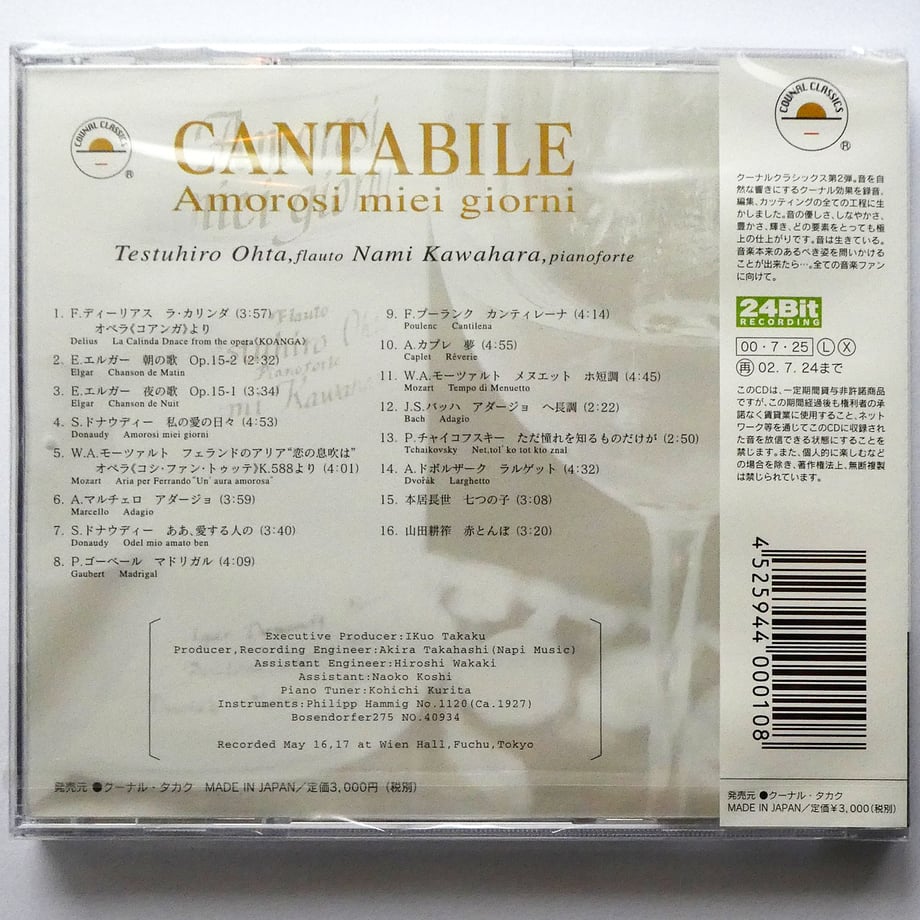 COUNAL CLASSICS
®
CANTABILE
Amorosi miei giorni
Testuhiro Ohta,flauto Nami Kawahara,pianoforte
1. F.ディーリアス ラ・カリンダ (3:57)
オペラ《コアンガ》より
Delius La Calinda Dnace from the opera《KOANGA》
2. E.エルガー 朝の歌 Op.15-2 (2:32)
Elgar Chanson de Matin
3. E.エルガー 夜の歌 Op.15-1 (3:34)
Elgar Chanson de Nuit
4. S.ドナウディー 私の愛の日々 (4:53)
Donaudy Amorosi miei giorni
5. W.A.モーツァルト フェランドのアリア“恋の息吹は”
オペラ《コシ・ファン・トゥッテ》K.588より (4:01)
Mozart Aria per Ferrando"Un' aura amorosa"
6. A.マルチェロ アダージョ (3:59)
Marcello Adagio
7. S.ドナウディー ああ、愛する人の (3:40)
Donaudy Odel mio amato ben
8. P.ゴーベール マドリガル (4:09)
Gaubert Madrigal
9. F.プーランク カンティレーナ (4:14)
Poulenc Cantilena
10. A.カプレ 夢 (4:55)
Caplet Rêverie
11. W.A.モーツァルト メヌエット ホ短調 (4:45)
Mozart Tempo di Menuetto
12. J.S.バッハ アダージョ ヘ長調 (2:22)
Bach Adagio
13. P.チャイコフスキー ただ憧れを知るものだけが (2:50)
Tchaikovsky Net,tol' ko tot kto znal
14. A.ドボルザーク ラルゲット (4:32)
Dvořák Larghetto
15. 本居長世 七つの子 (3:08)
16. 山田耕筰 赤とんぼ (3:20)
Executive Producer:IKuo Takaku
Producer,Recording Engineer:Akira Takahashi(Napi Music)
Assistant Engineer:Hiroshi Wakaki
Assistant:Naoko Koshi
Piano Tuner:Kohichi Kurita
Instruments:Philipp Hammig No.1120(Ca.1927)
Bosendorfer275 NO.40934
Recorded May 16,17 at Wien Hall,Fuchu,Tokyo
発売元 ●クーナル・タカク MADE IN JAPAN/定価3,000円 (税別)
COUNAL CLASSICS
®
クーナルクラシックス第2弾。音を自
然な響きにするクーナル効果を録音、
編集、カッティングの全ての工程に生
かしました。音の優しさ、しなやかさ、
豊かさ、輝き、どの要素をとっても極
上の仕上がりです。音は生きている。
音楽本来のあるべき姿を問いかける
ことが出来たら…。全ての音楽ファン
に向けて。
24Bit
RECORDING
00・7・25 Ⓛ Ⓧ
㊢ 02.7.24まで
このCDは、一定期間貸与非許諾商品
ですが、この期間経過後も権利者の承
諾なく賃貸業に使用すること、ネット
ワーク等を通じてこのCDに収録され
た音を放信できる状態にすることを
禁じます。また、個人的に楽しむなど
の場合を除き、著作権法上、無断複製
は禁じられています。
4 525944 000108
発売元 ●クーナル・タカク
MADE IN JAPAN/定価¥3,000(税別)